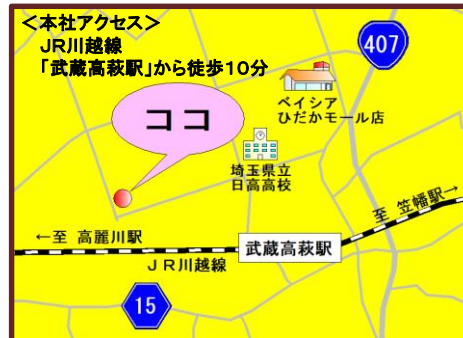 ＜本社アクセス＞
JR川越線
「武蔵高萩駅」から徒歩10分
407
ココ
ベイシア
ひだかモール店
埼玉県立
日高高校
至 笠幡駅→
←至 高麗川駅
武蔵高萩駅
JR川越線
15